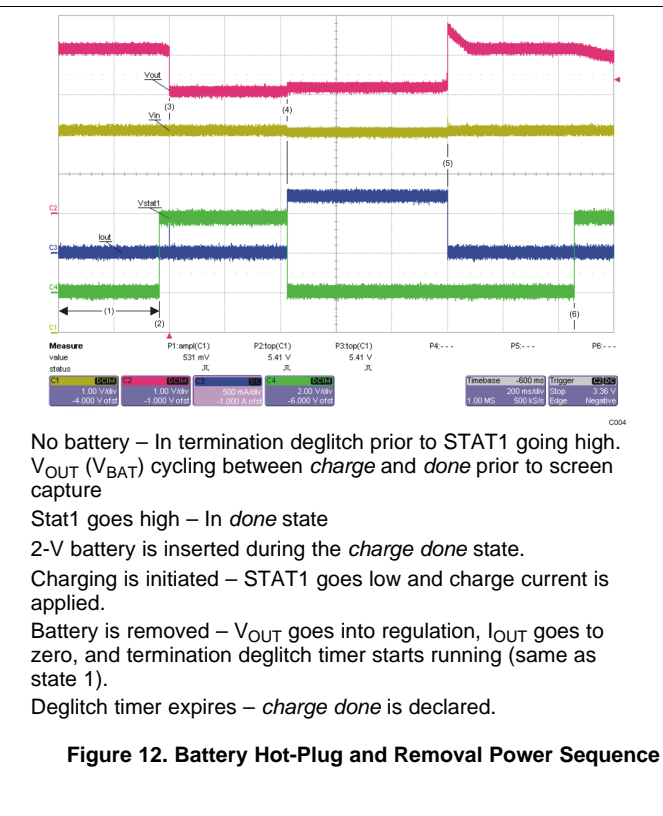 Vout
(3)
(4)
Vin
(5)
C2
Vstat1
Iout
C3
C4
(1)
(2)
(6)
C1
Measure P1:ampl(C1) P2:top(C1) P3:top(C1) P4:- - - P5:- - - P6:- - -
value 531 mV 5.41 V 5.41 V
status
C1 DC1M C2 DC1M C3 DC C4 DC1M Timebase -600 ms Trigger C2 DC
1.00 V/div 1.00 V/div 500 mA/div 2.00 V/div 200 ms/div Stop 3.36 V
-4.000 V ofst -1.000 V ofst -1.000 A ofst -6.000 V ofst 1.00 MS 500 kS/s Edge Negative
C004
No battery – In termination deglitch prior to STAT1 going high.
VOUT (VBAT) cycling between charge and done prior to screen
capture
Stat1 goes high – In done state
2-V battery is inserted during the charge done state.
Charging is initiated – STAT1 goes low and charge current is
applied.
Battery is removed – VOUT goes into regulation, IOUT goes to
zero, and termination deglitch timer starts running (same as
state 1).
Deglitch timer expires – charge done is declared.
Figure 12. Battery Hot-Plug and Removal Power Sequence